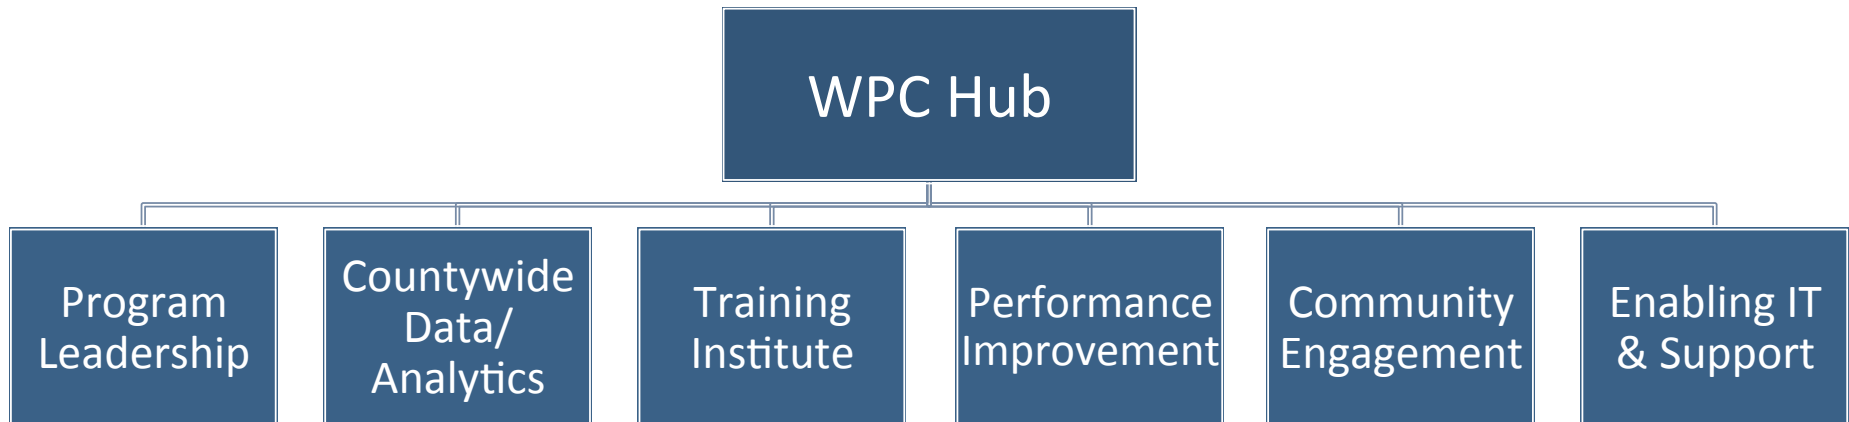 WPC Hub
Program
Leadership
Countywide
Data/
Analytics
Training
Institute
Performance
Improvement
Community
Engagement
Enabling IT
& Support